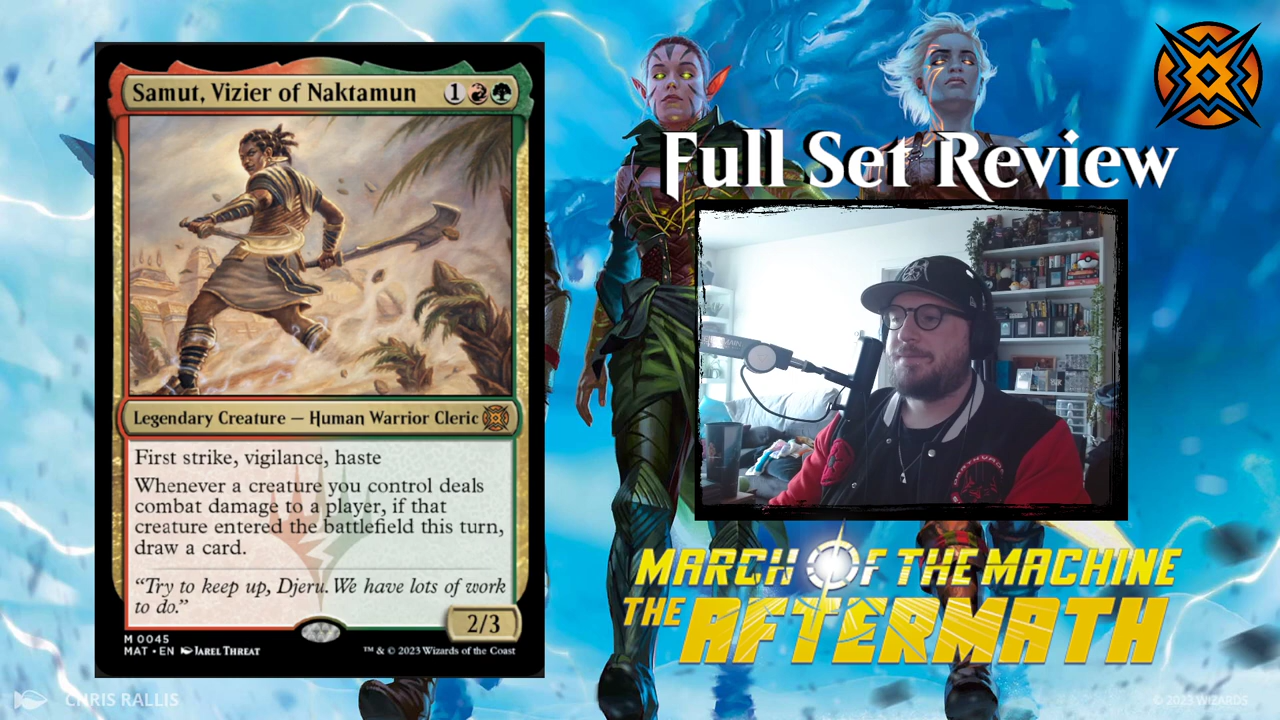 Samut, Vizier of Naktamun 1
Legendary Creature — Human Warrior Cleric
First strike, vigilance, haste
Whenever a creature you control deals
combat damage to a player, if that
creature entered the battlefield this turn,
draw a card.
“Try to keep up, Djeru. We have lots of work
to do.”
2/3
M 0045
MAT • EN JAREL THREAT
™ & © 2023 Wizards of the Coast
Full Set Review
MARCH OF THE MACHINE
THE AFTERMATH
CHRIS RALLIS
© 2023 WIZARDS